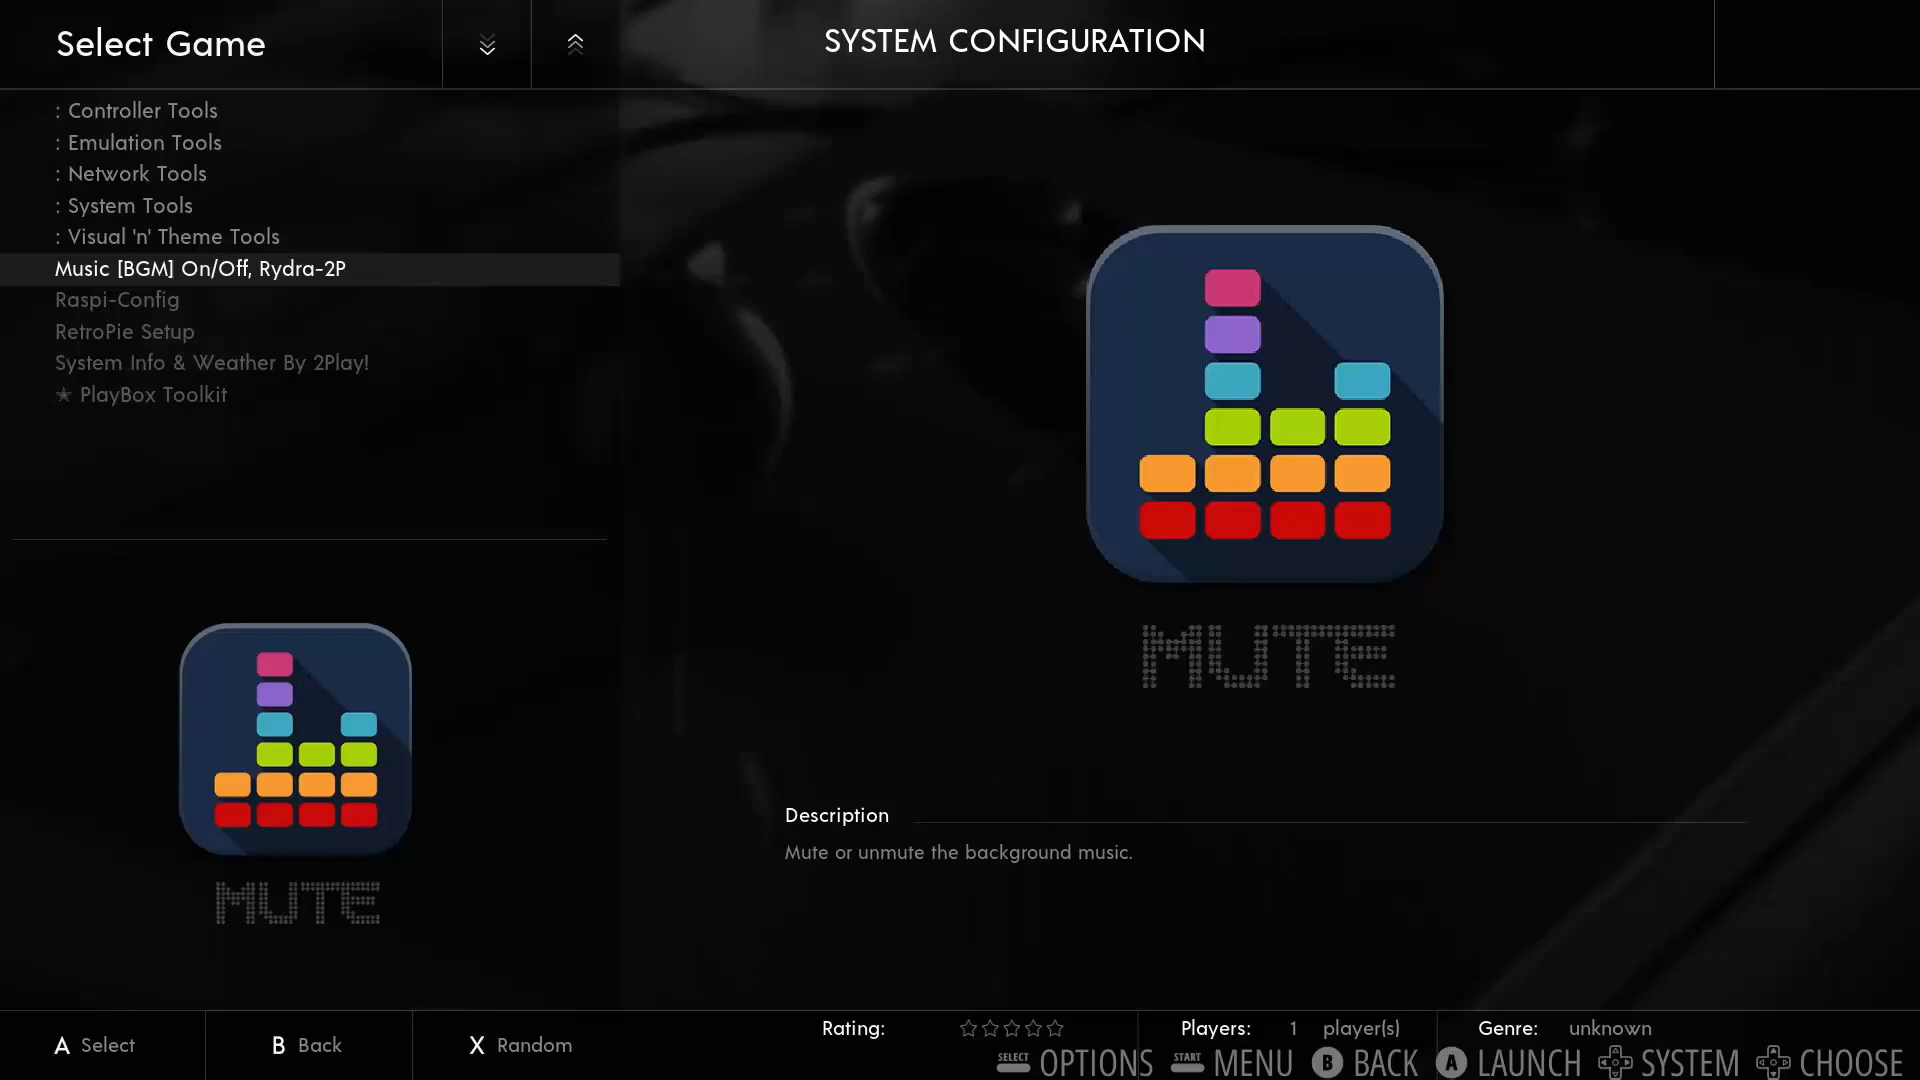 Select Game
SYSTEM CONFIGURATION
: Controller Tools
: Emulation Tools
: Network Tools
: System Tools
: Visual 'n' Theme Tools
Music [BGM] On/Off, Rydra-2P
Raspi-Config
RetroPie Setup
System Info & Weather By 2Play!
★ PlayBox Toolkit
MUTE
MUTE
Description
Mute or unmute the background music.
A Select
B Back
X Random
Rating: ☆☆☆☆☆
Players: 1 player(s)
Genre: unknown
SELECT OPTIONS START MENU B BACK A LAUNCH SYSTEM CHOOSE